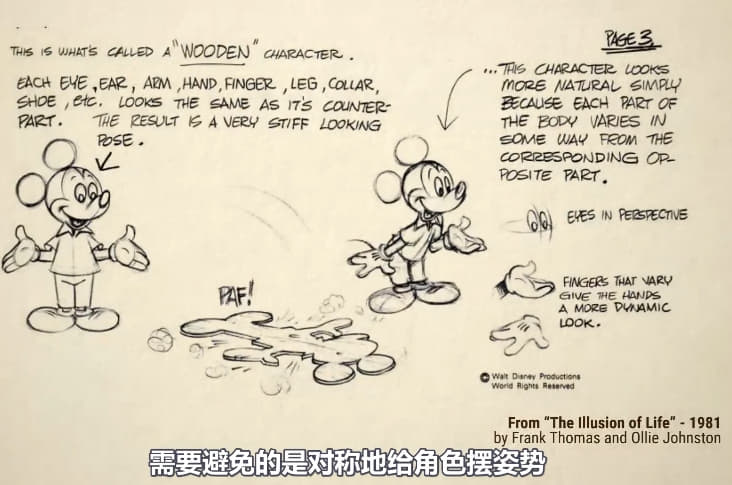 PAGE 3.
THIS IS WHAT'S CALLED A "WOODEN" CHARACTER.
EACH EYE, EAR, ARM, HAND, FINGER, LEG, COLLAR,
SHOE, ETC. LOOKS THE SAME AS IT'S COUNTER-
PART. THE RESULT IS A VERY STIFF LOOKING
POSE.
...THIS CHARACTER LOOKS
MORE NATURAL SIMPLY
BECAUSE EACH PART OF
THE BODY VARIES IN
SOME WAY FROM THE
CORRESPONDING OP-
POSITE PART.
EYES IN PERSPECTIVE
PAF!
FINGERS THAT VARY
GIVE THE HANDS
A MORE DYNAMIC
LOOK.
© Walt Disney Productions
World Rights Reserved
From "The Illusion of Life" - 1981
by Frank Thomas and Ollie Johnston
需要避免的是对称地给角色摆姿势